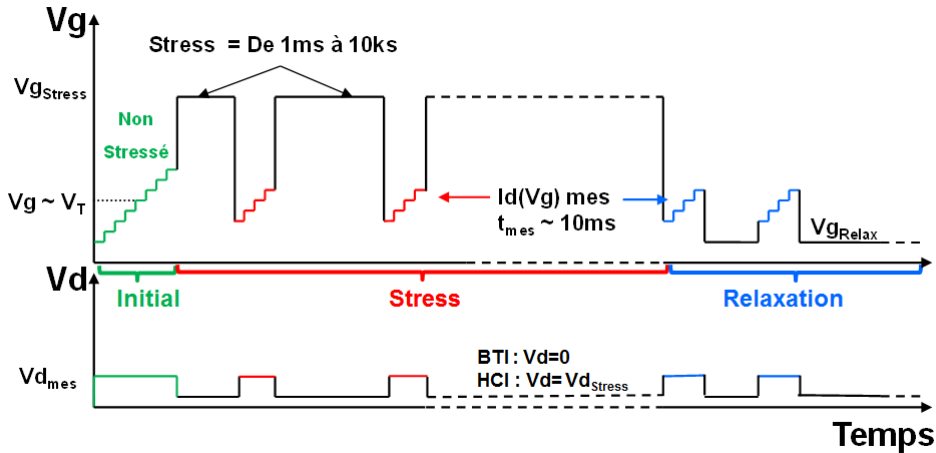 Vg
Stress = De 1ms à 10ks
VgStress
Non
Stressé
Vg ~ VT
Id(Vg) mes
tmes ~ 10ms
VgRelax
Vd
Initial
Stress
Relaxation
BTI : Vd=0
HCI : Vd= VdStress
Vdmes
Temps